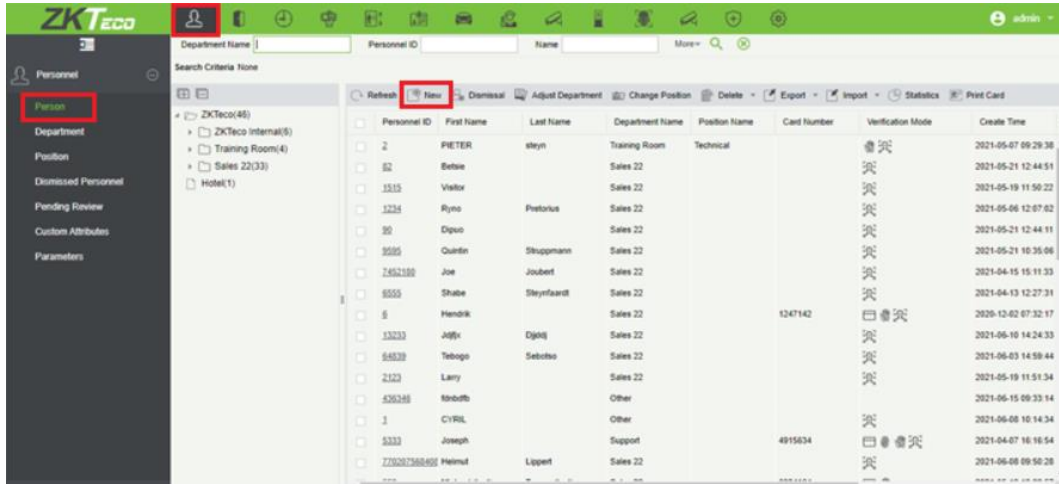 ZKTeco
admin
Department Name
Personnel ID
Name
More
Search Criteria None
Personnel
Person
Department
Position
Dismissed Personnel
Pending Review
Custom Attributes
Parameters
ZKTeco(46)
ZKTeco Internal(6)
Training Room(4)
Sales 22(33)
Hotel(1)
Refresh New Dismissal Adjust Department Change Position Delete Export Import Statistics Print Card
Personnel ID First Name Last Name Department Name Position Name Card Number Verification Mode Create Time
2 PIETER steyn Training Room Technical 2021-05-07 09:29:38
82 Betsie Sales 22 2021-05-21 12:44:51
1515 Visitor Sales 22 2021-05-19 11:50:22
1234 Ryno Pretorius Sales 22 2021-05-06 12:07:02
90 Dipuo Sales 22 2021-05-21 12:44:11
9595 Quintin Struppmann Sales 22 2021-05-21 10:35:06
7452180 Joe Joubert Sales 22 2021-04-15 15:11:33
6555 Shabe Steynfaardt Sales 22 2021-04-13 12:27:31
6 Hendrik Sales 22 1247142 2020-12-02 07:32:17
13233 Sales 22 2021-06-10 14:24:33
64839 Tebogo Sebotso Sales 22 2021-06-03 14:59:44
2123 Larry Sales 22 2021-05-19 11:51:34
436346 Other 2021-06-15 09:33:14
1 CYRIL Other 2021-06-08 10:14:34
5333 Joseph Support 4915634 2021-04-07 16:16:54
770207568400 Helmut Lippert Sales 22 2021-06-08 09:50:28